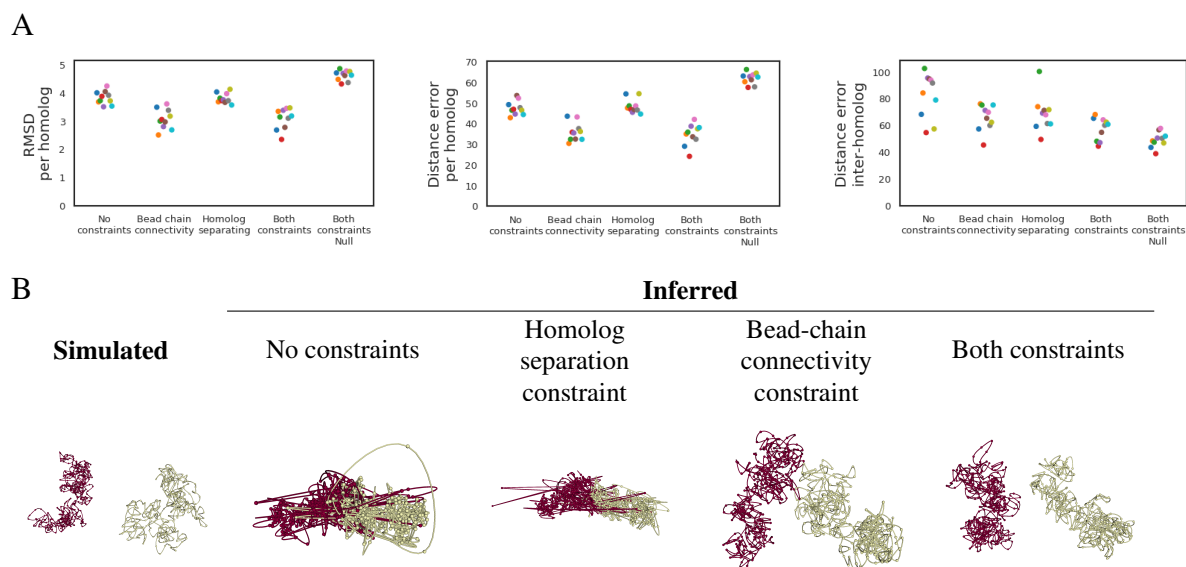 A
5
4
3
2
1
0
RMSD
per homolog
No
constraints
Bead chain
connectivity
Homolog
separating
Both
constraints
Both
constraints
Null
70
60
50
40
30
20
10
0
Distance error
per homolog
No
constraints
Bead chain
connectivity
Homolog
separating
Both
constraints
Both
constraints
Null
100
80
60
40
20
0
Distance error
inter-homolog
No
constraints
Bead chain
connectivity
Homolog
separating
Both
constraints
Both
constraints
Null
B
Inferred
Simulated
No constraints
Homolog
separation
constraint
Bead-chain
connectivity
constraint
Both constraints